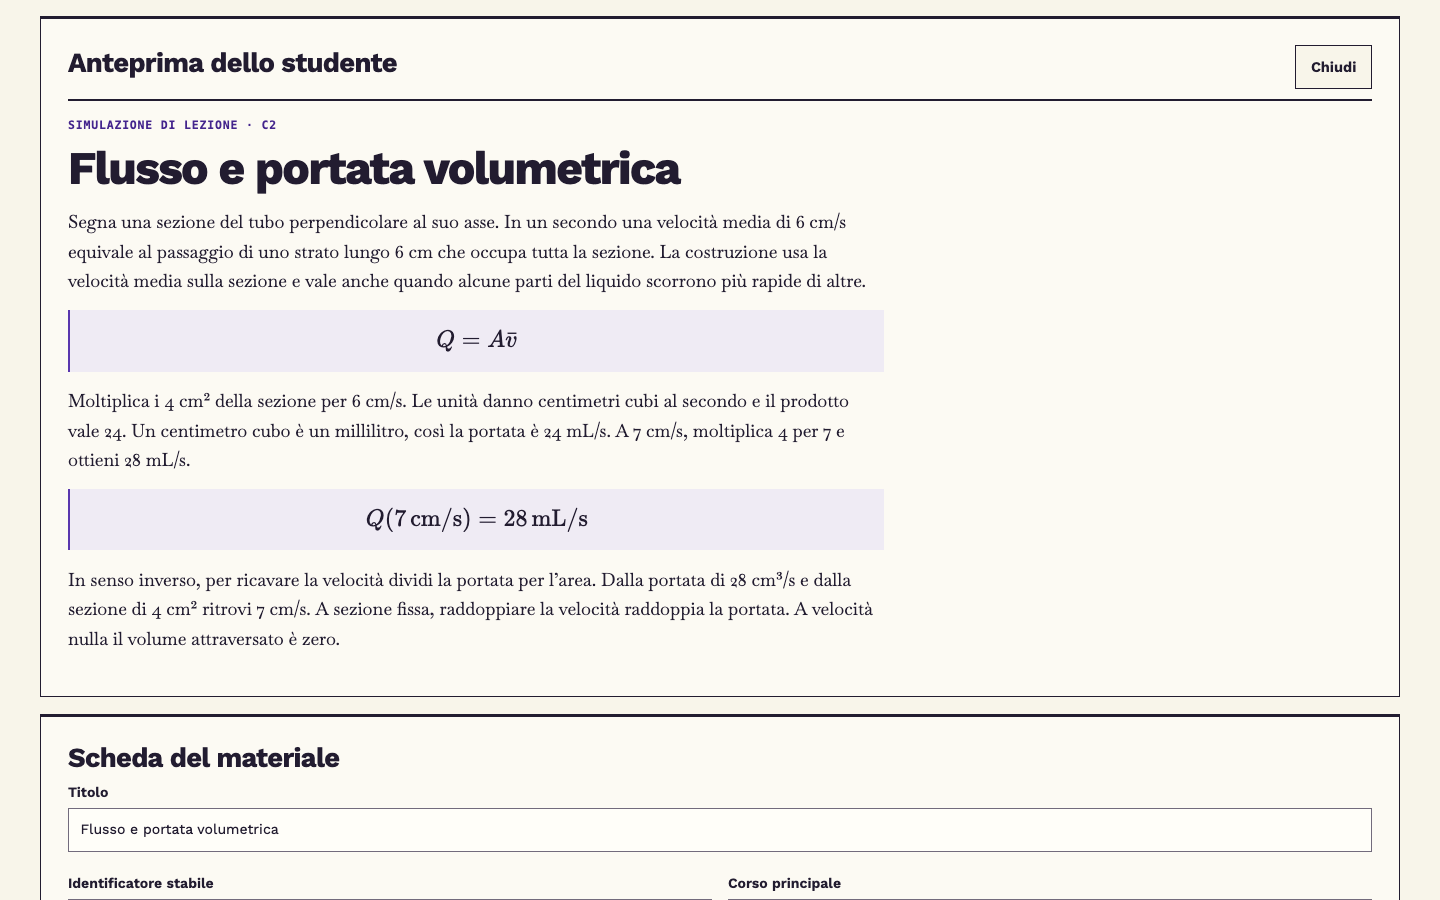 Anteprima dello studente
Chiudi
SIMULAZIONE DI LEZIONE · C2
Flusso e portata volumetrica
Segna una sezione del tubo perpendicolare al suo asse. In un secondo una velocità media di 6 cm/s
equivale al passaggio di uno strato lungo 6 cm che occupa tutta la sezione. La costruzione usa la
velocità media sulla sezione e vale anche quando alcune parti del liquido scorrono più rapide di altre.
Q = Av̄
Moltiplica i 4 cm² della sezione per 6 cm/s. Le unità danno centimetri cubi al secondo e il prodotto
vale 24. Un centimetro cubo è un millilitro, così la portata è 24 mL/s. A 7 cm/s, moltiplica 4 per 7 e
ottieni 28 mL/s.
Q(7 cm/s) = 28 mL/s
In senso inverso, per ricavare la velocità dividi la portata per l’area. Dalla portata di 28 cm³/s e dalla
sezione di 4 cm² ritrovi 7 cm/s. A sezione fissa, raddoppiare la velocità raddoppia la portata. A velocità
nulla il volume attraversato è zero.
Scheda del materiale
Titolo
Flusso e portata volumetrica
Identificatore stabile
Corso principale